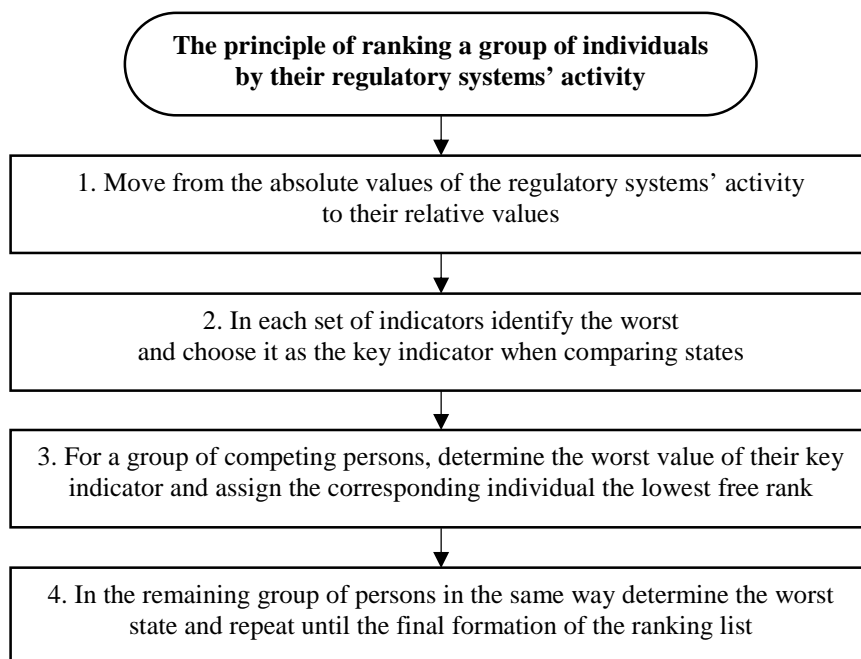 The principle of ranking a group of individuals
by their regulatory systems’ activity
1. Move from the absolute values of the regulatory systems’ activity
to their relative values
2. In each set of indicators identify the worst
and choose it as the key indicator when comparing states
3. For a group of competing persons, determine the worst value of their key
indicator and assign the corresponding individual the lowest free rank
4. In the remaining group of persons in the same way determine the worst
state and repeat until the final formation of the ranking list